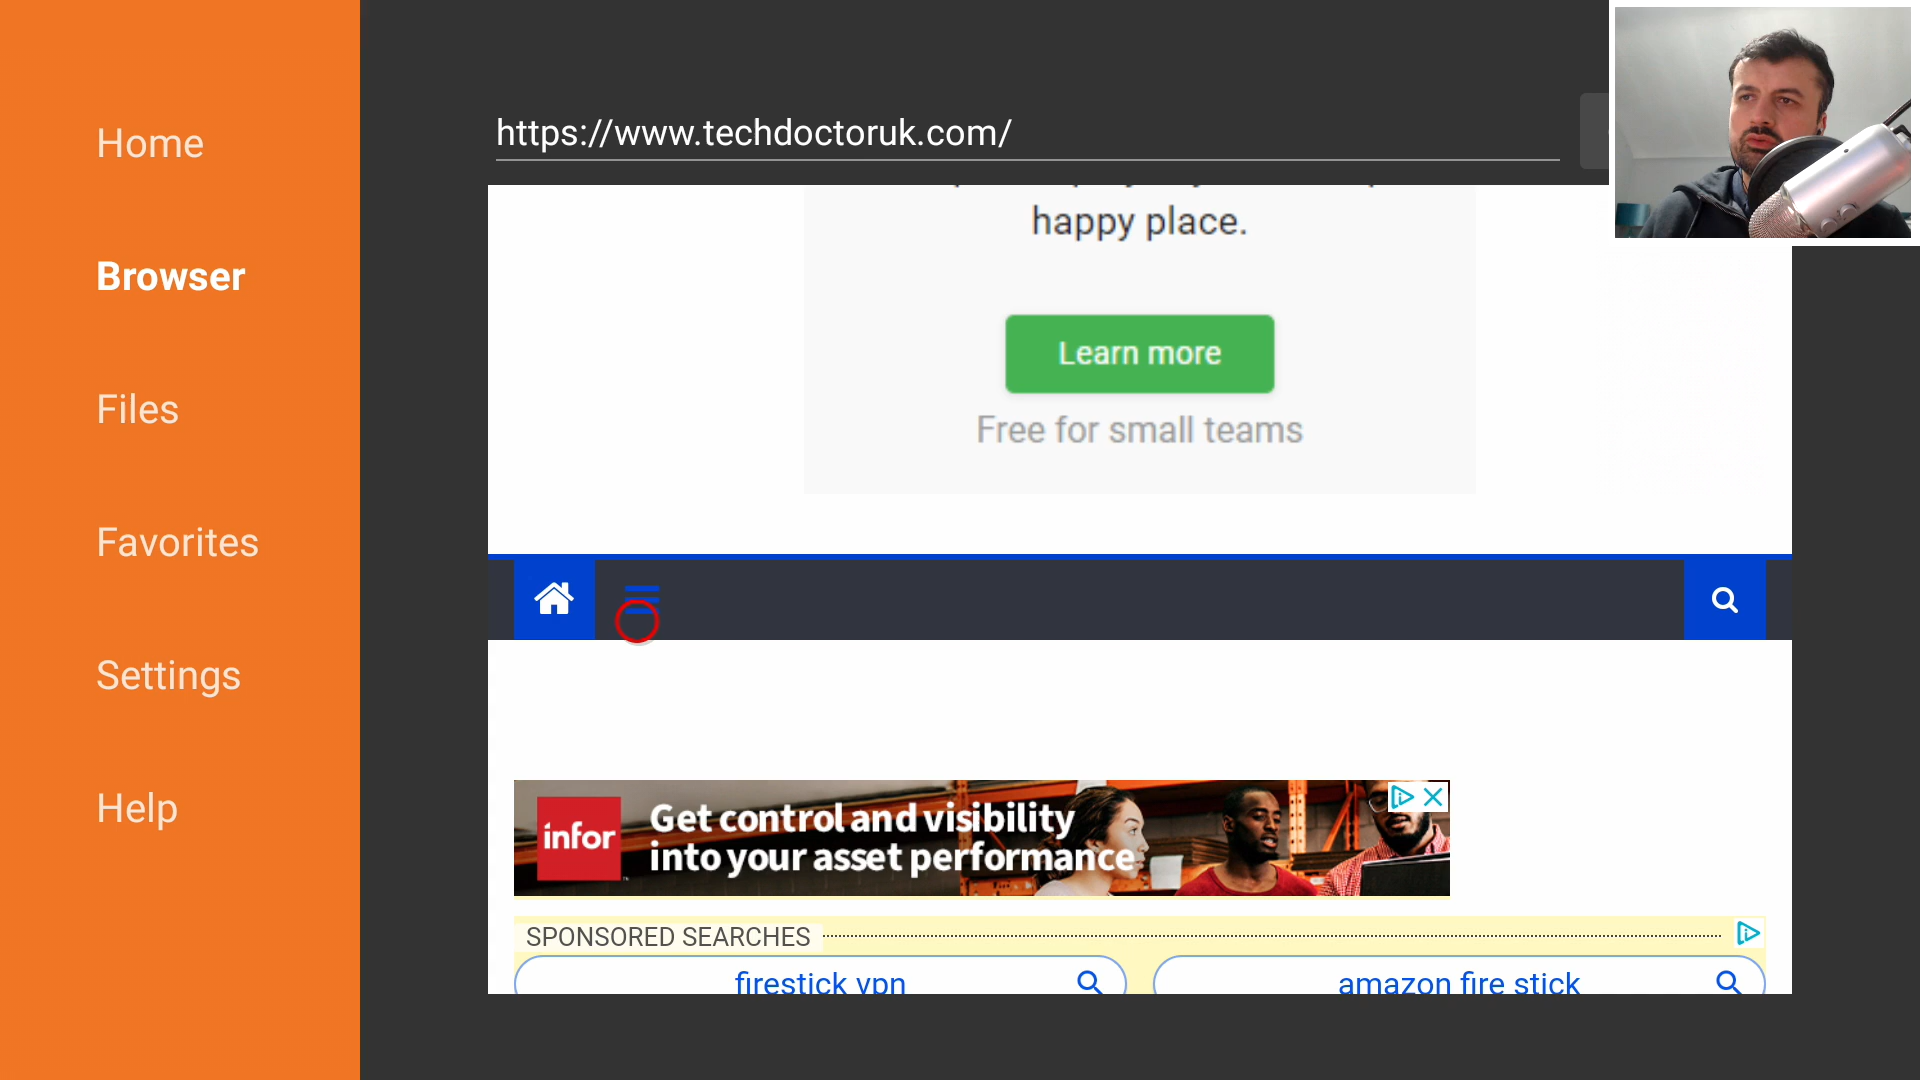 Home
Browser
Files
Favorites
Settings
Help
https://www.techdoctoruk.com/
happy place.
Learn more
Free for small teams
infor
Get control and visibility
into your asset performance
SPONSORED SEARCHES
firestick vpn
amazon fire stick